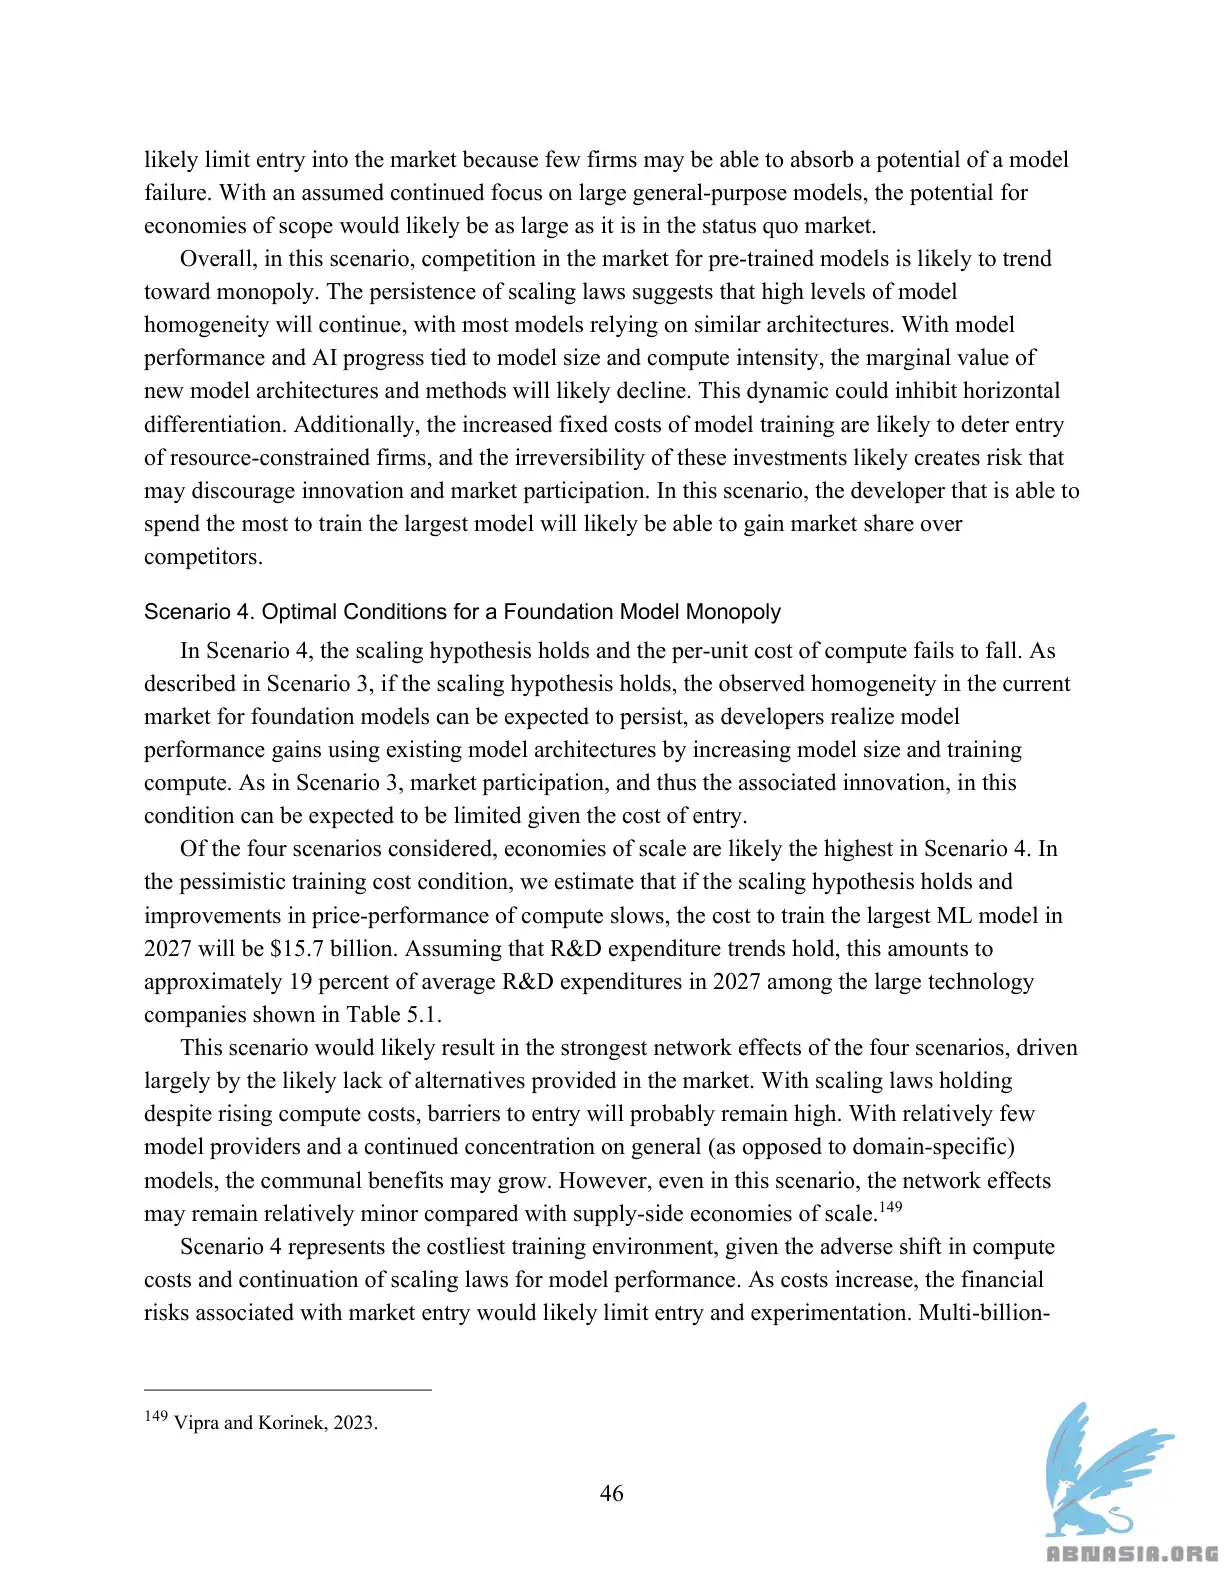 likely limit entry into the market because few firms may be able to absorb a potential of a model
failure. With an assumed continued focus on large general-purpose models, the potential for
economies of scope would likely be as large as it is in the status quo market.
Overall, in this scenario, competition in the market for pre-trained models is likely to trend
toward monopoly. The persistence of scaling laws suggests that high levels of model
homogeneity will continue, with most models relying on similar architectures. With model
performance and AI progress tied to model size and compute intensity, the marginal value of
new model architectures and methods will likely decline. This dynamic could inhibit horizontal
differentiation. Additionally, the increased fixed costs of model training are likely to deter entry
of resource-constrained firms, and the irreversibility of these investments likely creates risk that
may discourage innovation and market participation. In this scenario, the developer that is able to
spend the most to train the largest model will likely be able to gain market share over
competitors.
Scenario 4. Optimal Conditions for a Foundation Model Monopoly
In Scenario 4, the scaling hypothesis holds and the per-unit cost of compute fails to fall. As
described in Scenario 3, if the scaling hypothesis holds, the observed homogeneity in the current
market for foundation models can be expected to persist, as developers realize model
performance gains using existing model architectures by increasing model size and training
compute. As in Scenario 3, market participation, and thus the associated innovation, in this
condition can be expected to be limited given the cost of entry.
Of the four scenarios considered, economies of scale are likely the highest in Scenario 4. In
the pessimistic training cost condition, we estimate that if the scaling hypothesis holds and
improvements in price-performance of compute slows, the cost to train the largest ML model in
2027 will be $15.7 billion. Assuming that R&D expenditure trends hold, this amounts to
approximately 19 percent of average R&D expenditures in 2027 among the large technology
companies shown in Table 5.1.
This scenario would likely result in the strongest network effects of the four scenarios, driven
largely by the likely lack of alternatives provided in the market. With scaling laws holding
despite rising compute costs, barriers to entry will probably remain high. With relatively few
model providers and a continued concentration on general (as opposed to domain-specific)
models, the communal benefits may grow. However, even in this scenario, the network effects
may remain relatively minor compared with supply-side economies of scale.149
Scenario 4 represents the costliest training environment, given the adverse shift in compute
costs and continuation of scaling laws for model performance. As costs increase, the financial
risks associated with market entry would likely limit entry and experimentation. Multi-billion-
149 Vipra and Korinek, 2023.
46
ABNASIA.ORG